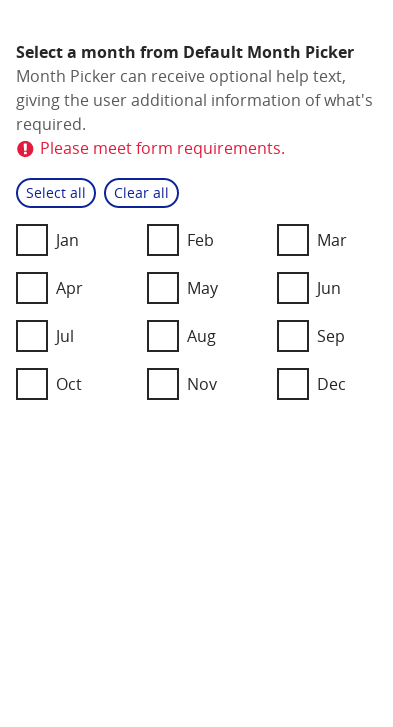 Select a month from Default Month Picker
Month Picker can receive optional help text,
giving the user additional information of what's
required.
Please meet form requirements.
Select all Clear all
Jan Feb Mar
Apr May Jun
Jul Aug Sep
Oct Nov Dec